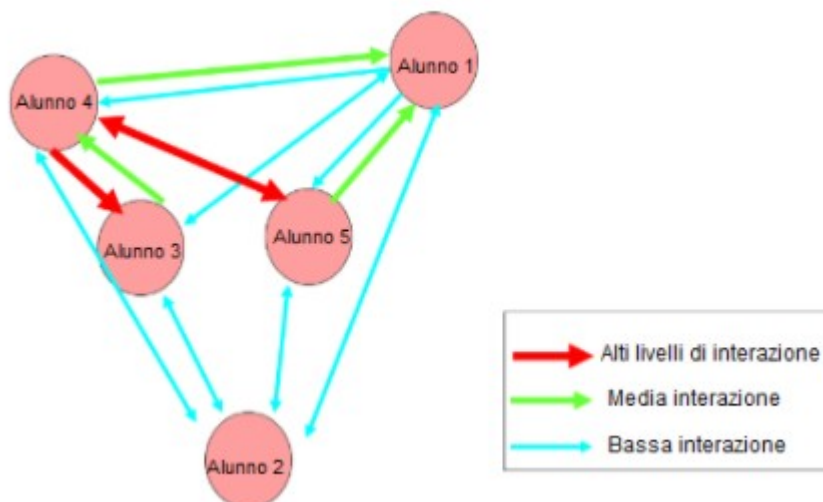 Alunno 1
Alunno 4
Alunno 5
Alunno 3
Alunno 2
Alti livelli di interazione
Media interazione
Bassa interazione